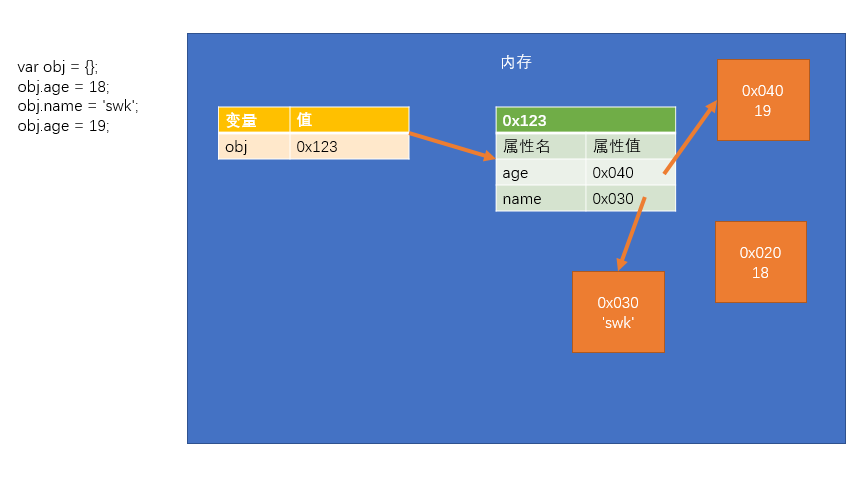 var obj = {};
obj.age = 18;
obj.name = 'swk';
obj.age = 19;
内存
变量 值
obj 0x123
0x123
属性名 属性值
age 0x040
name 0x030
0x040
19
0x020
18
0x030
'swk'